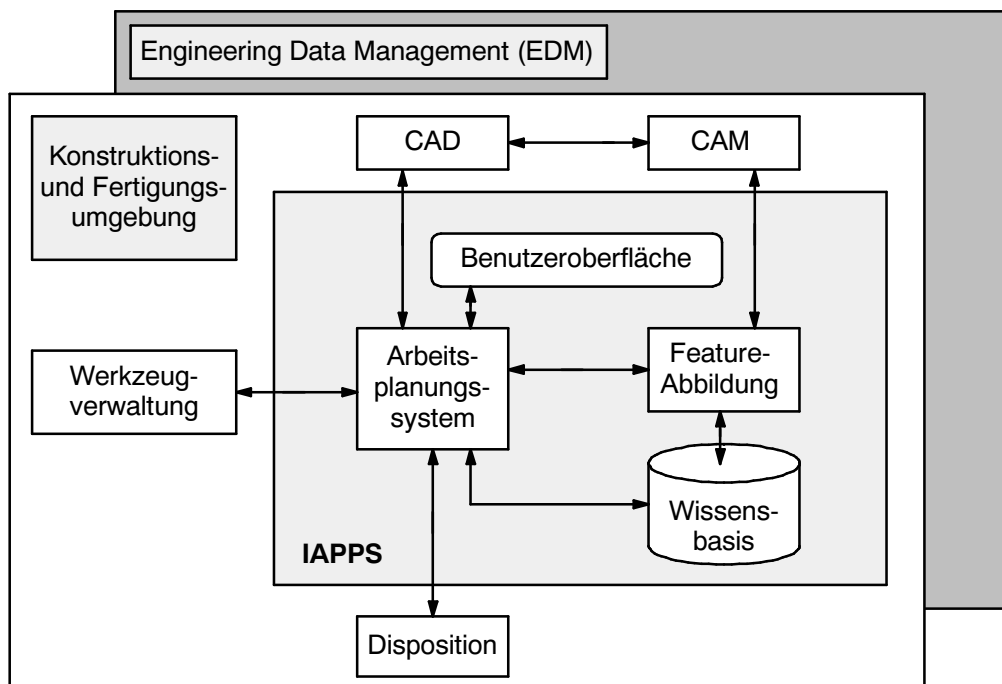 Engineering Data Management (EDM)
Konstruktions-
und Fertigungs-
umgebung
CAD
CAM
Benutzeroberfläche
Werkzeug-
verwaltung
Arbeits-
planungs-
system
Feature-
Abbildung
Wissens-
basis
IAPPS
Disposition